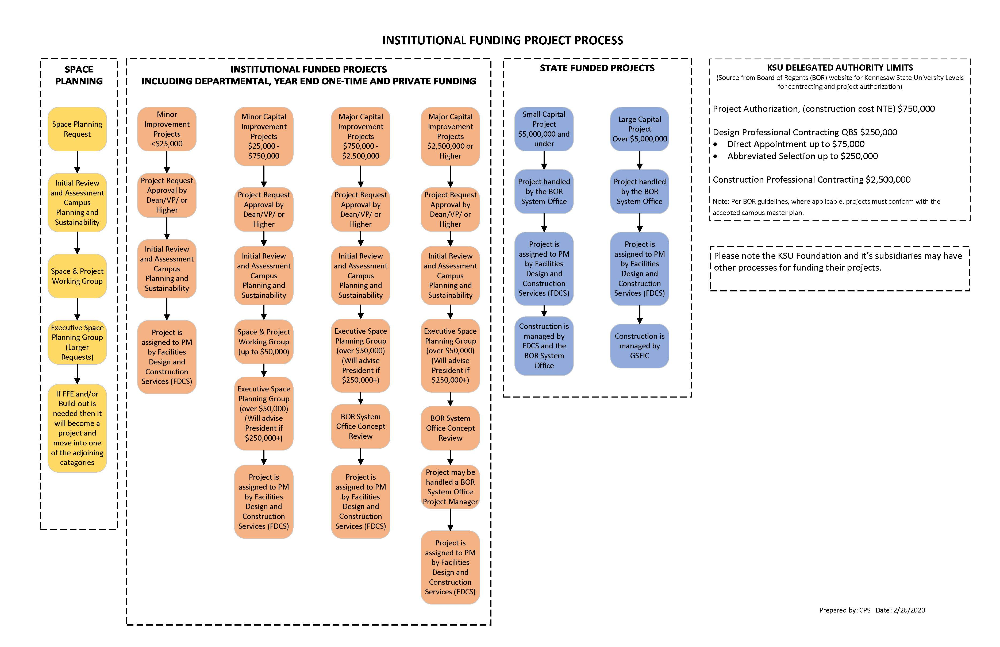 INSTITUTIONAL FUNDING PROJECT PROCESS
SPACE
PLANNING
Space Planning
Request
Initial Review
and Assessment
Campus
Planning and
Sustainability
Space & Project
Working Group
Executive Space
Planning Group
(Larger
Requests)
If FFE and/or
Build-out is
needed then it
will become a
project and
move into one
of the adjoining
catagories
INSTITUTIONAL FUNDED PROJECTS
INCLUDING DEPARTMENTAL, YEAR END ONE-TIME AND PRIVATE FUNDING
Minor
Improvement
Projects
<$25,000
Project Request
Approval by
Dean/VP/ or
Higher
Initial Review
and Assessment
Campus
Planning and
Sustainability
Project is
assigned to PM
by Facilities
Design and
Construction
Services (FDCS)
Minor Capital
Improvement
Projects
$25,000 -
$750,000
Project Request
Approval by
Dean/VP/ or
Higher
Initial Review
and Assessment
Campus
Planning and
Sustainability
Space & Project
Working Group
(up to $50,000)
Executive Space
Planning Group
(over $50,000)
(Will advise
President if
$250,000+)
Project is
assigned to PM
by Facilities
Design and
Construction
Services (FDCS)
Major Capital
Improvement
Projects
$750,000 -
$2,500,000
Project Request
Approval by
Dean/VP/ or
Higher
Initial Review
and Assessment
Campus
Planning and
Sustainability
Executive Space
Planning Group
(over $50,000)
(Will advise
President if
$250,000+)
BOR System
Office Concept
Review
Project is
assigned to PM
by Facilities
Design and
Construction
Services (FDCS)
Major Capital
Improvement
Projects
$2,500,000 or
Higher
Project Request
Approval by
Dean/VP/ or
Higher
Initial Review
and Assessment
Campus
Planning and
Sustainability
Executive Space
Planning Group
(over $50,000)
(Will advise
President if
$250,000+)
BOR System
Office Concept
Review
Project may be
handled a BOR
System Office
Project Manager
Project is
assigned to PM
by Facilities
Design and
Construction
Services (FDCS)
STATE FUNDED PROJECTS
Small Capital
Project
$5,000,000 and
under
Project handled
by the BOR
System Office
Project is
assigned to PM
by Facilities
Design and
Construction
Services (FDCS)
Construction is
managed by
FDCS and the
BOR System
Office
Large Capital
Project
Over $5,000,000
Project handled
by the BOR
System Office
Project is
assigned to PM
by Facilities
Design and
Construction
Services (FDCS)
Construction is
managed by
GSFIC
KSU DELEGATED AUTHORITY LIMITS
(Source from Board of Regents (BOR) website for Kennesaw State University Levels
for contracting and project authorization)
Project Authorization, (construction cost NTE) $750,000
Design Professional Contracting QBS $250,000
• Direct Appointment up to $75,000
• Abbreviated Selection up to $250,000
Construction Professional Contracting $2,500,000
Note: Per BOR guidelines, where applicable, projects must conform with the
accepted campus master plan.
Please note the KSU Foundation and it’s subsidiaries may have
other processes for funding their projects.
Prepared by: CPS Date: 2/26/2020